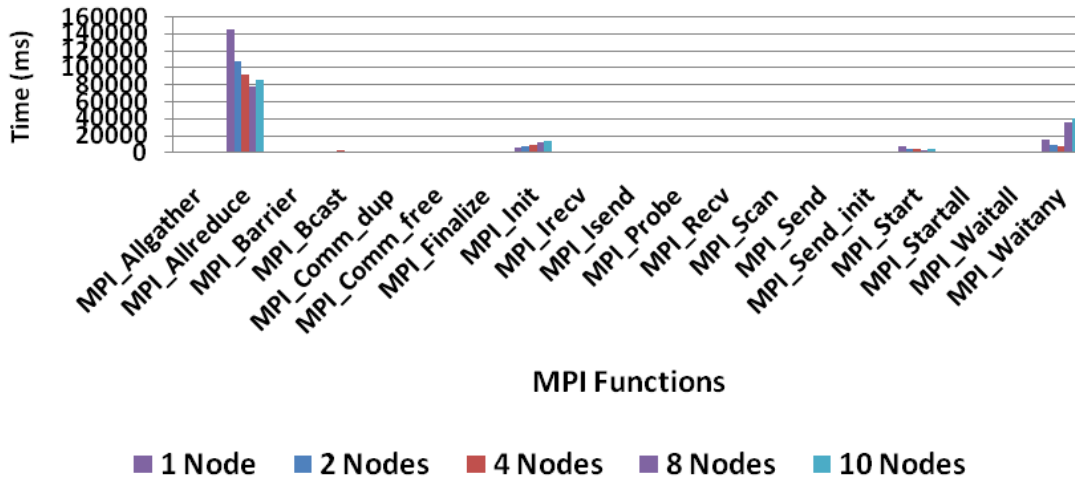 Time (ms)
160000
140000
120000
100000
80000
60000
40000
20000
0
MPI_Allgather
MPI_Allreduce
MPI_Barrier
MPI_Bcast
MPI_Comm_dup
MPI_Comm_free
MPI_Finalize
MPI_Init
MPI_Irecv
MPI_Isend
MPI_Probe
MPI_Recv
MPI_Scan
MPI_Send
MPI_Send_init
MPI_Start
MPI_Startall
MPI_Waitall
MPI_Waitany
MPI Functions
1 Node 2 Nodes 4 Nodes 8 Nodes 10 Nodes